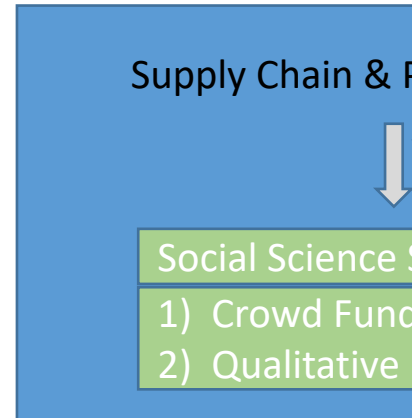 Supply Chain &
Social Science
1) Crowd
2) Qualitative